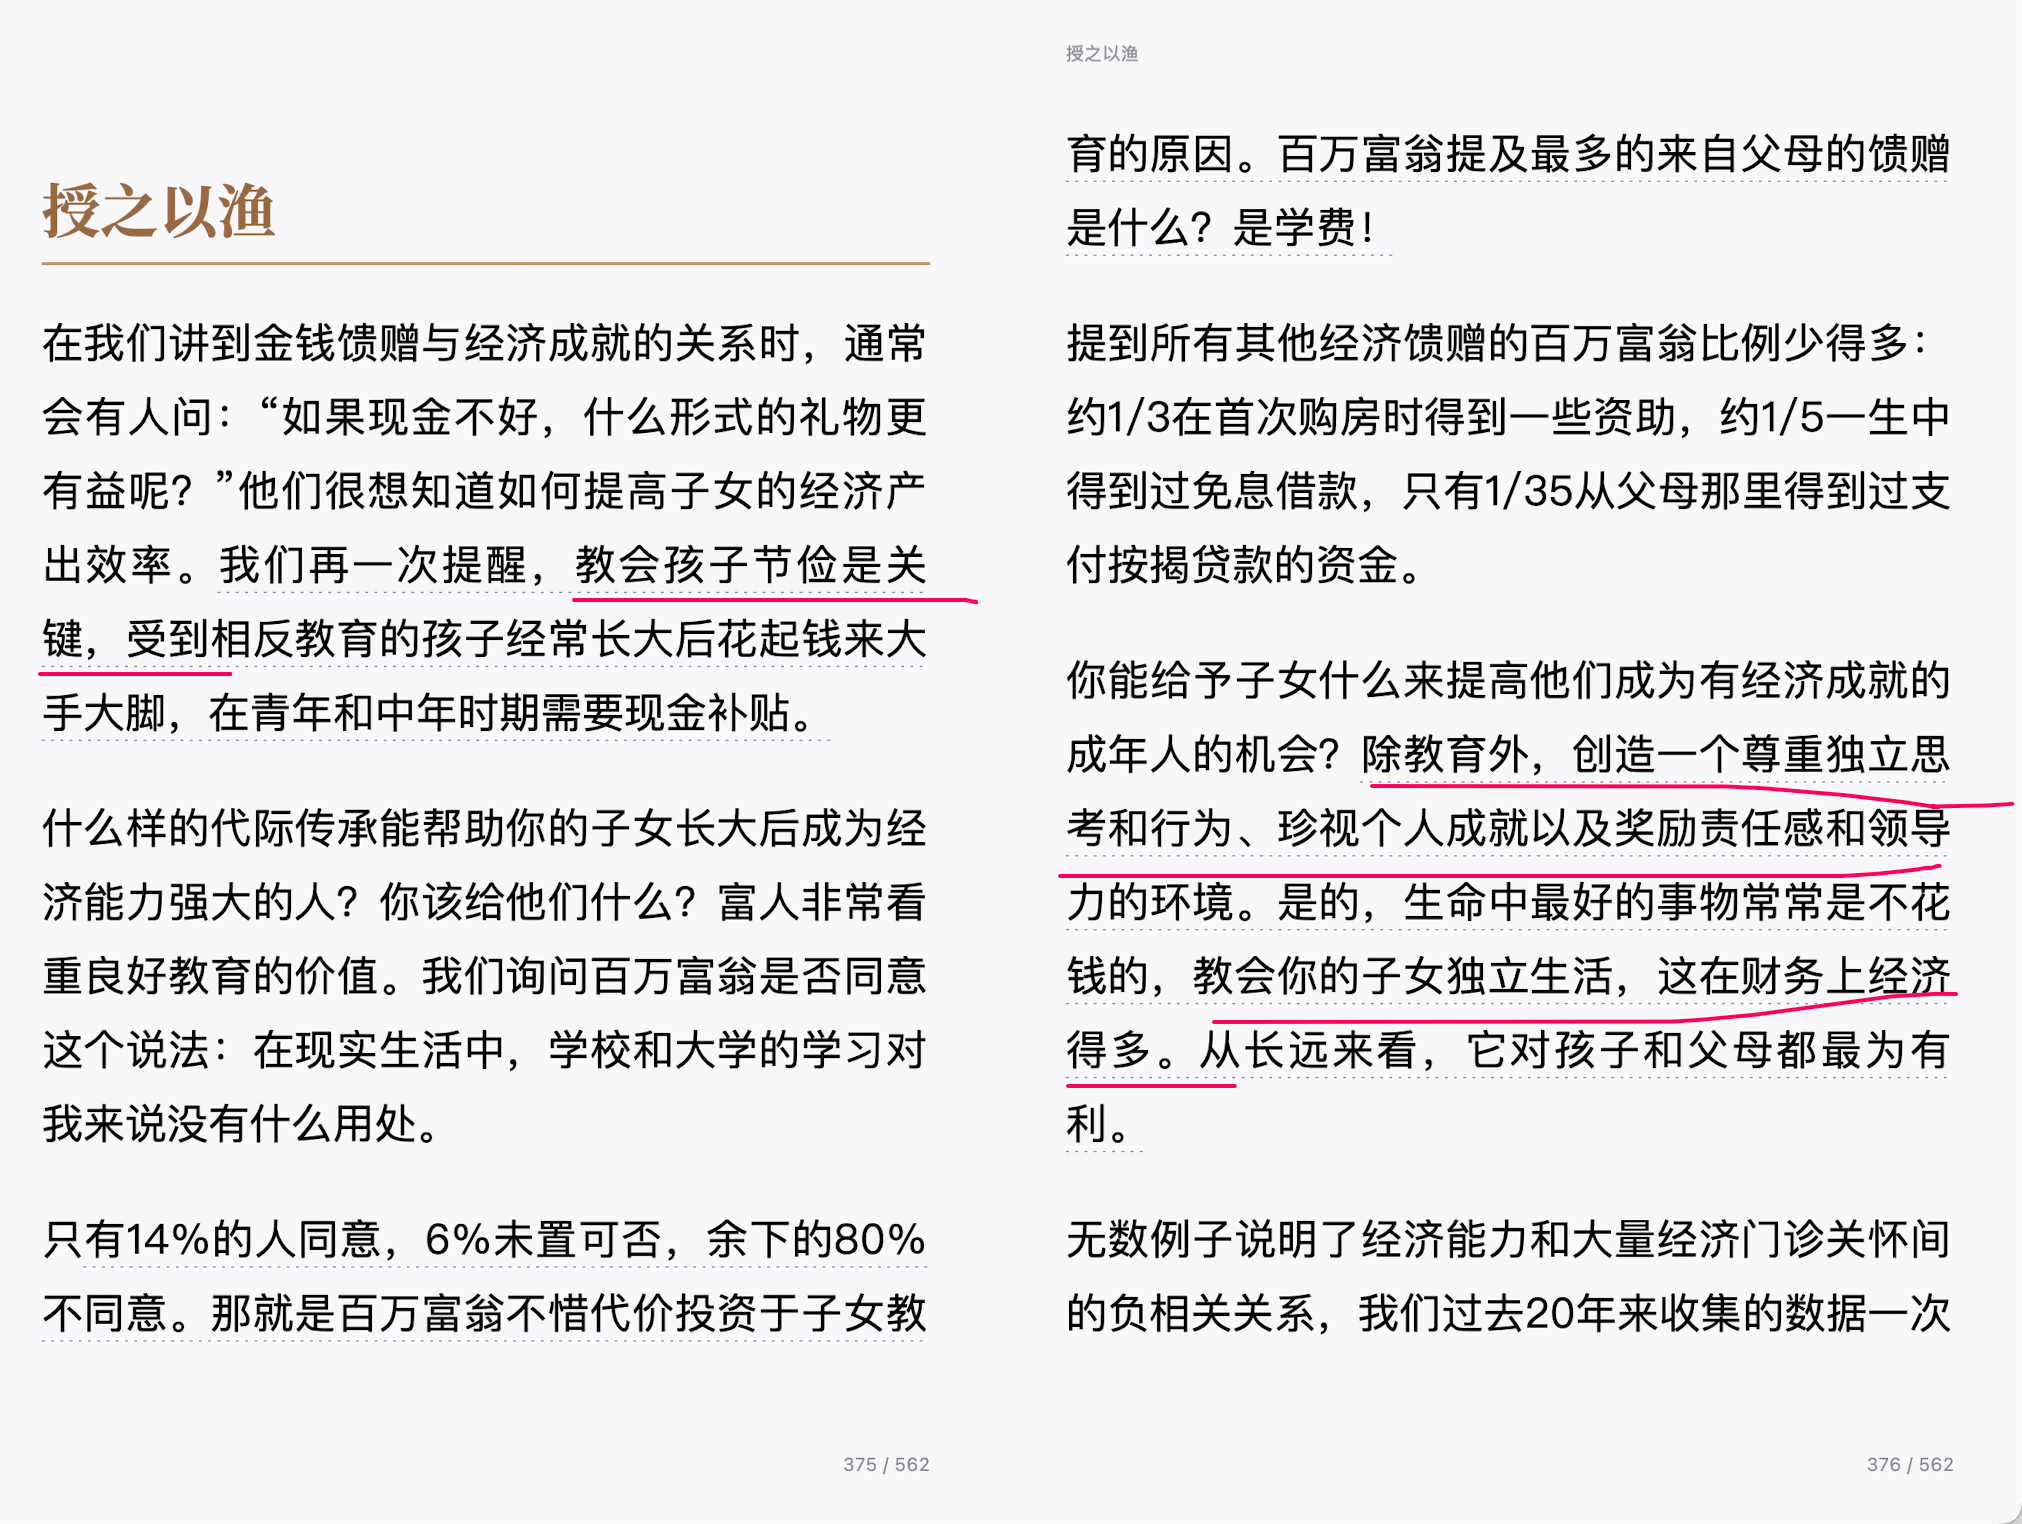 授之以渔
在我们讲到金钱馈赠与经济成就的关系时，通常
会有人问：“如果现金不好，什么形式的礼物更
有益呢？”他们很想知道如何提高子女的经济产
出效率。我们再一次提醒，教会孩子节俭是关
键，受到相反教育的孩子经常长大后花起钱来大
手大脚，在青年和中年时期需要现金补贴。
什么样的代际传承能帮助你的子女长大后成为经
济能力强大的人？你该给他们什么？富人非常看
重良好教育的价值。我们询问百万富翁是否同意
这个说法：在现实生活中，学校和大学的学习对
我来说没有什么用处。
只有14%的人同意，6%未置可否，余下的80%
不同意。那就是百万富翁不惜代价投资于子女教
375 / 562
授之以渔
育的原因。百万富翁提及最多的来自父母的馈赠
是什么？是学费！
提到所有其他经济馈赠的百万富翁比例少得多：
约1/3在首次购房时得到一些资助，约1/5一生中
得到过免息借款，只有1/35从父母那里得到过支
付按揭贷款的资金。
你能给予子女什么来提高他们成为有经济成就的
成年人的机会？除教育外，创造一个尊重独立思
考和行为、珍视个人成就以及奖励责任感和领导
力的环境。是的，生命中最好的事物常常是不花
钱的，教会你的子女独立生活，这在财务上经济
得多。从长远来看，它对孩子和父母都最为有
利。
无数例子说明了经济能力和大量经济门诊关怀间
的负相关关系，我们过去20年来收集的数据一次
376 / 562